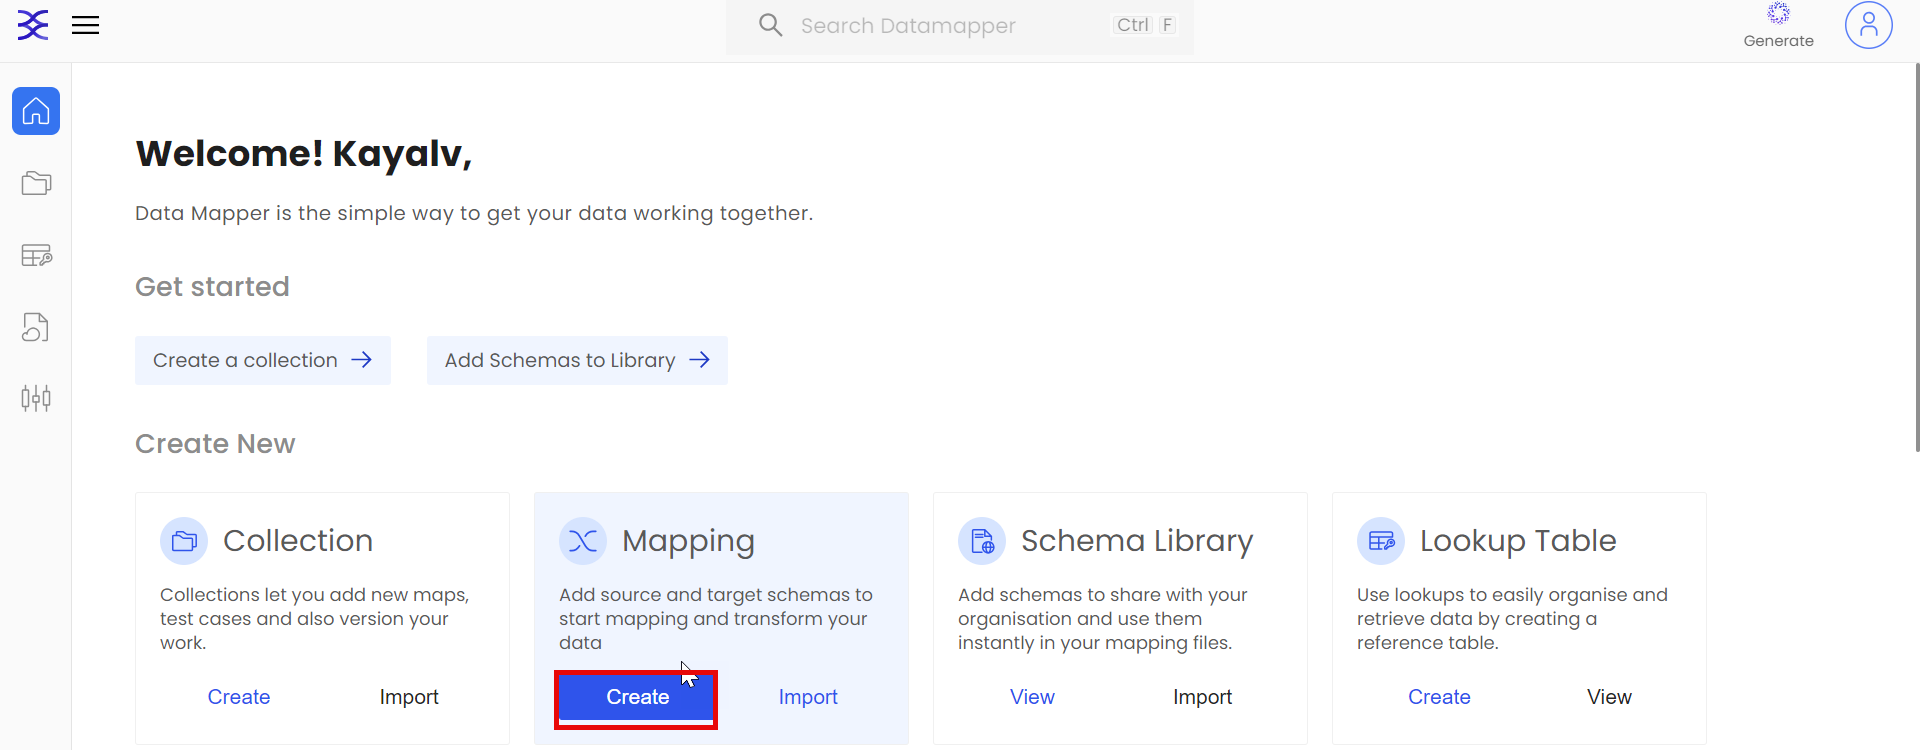 Search Datamapper
Ctrl F
Generate
Welcome! Kayalv,
Data Mapper is the simple way to get your data working together.
Get started
Create a collection
Add Schemas to Library
Create New
Collection
Collections let you add new maps,
test cases and also version your
work.
Create
Import
Mapping
Add source and target schemas to
start mapping and transform your
data
Create
Import
Schema Library
Add schemas to share with your
organisation and use them
instantly in your mapping files.
View
Import
Lookup Table
Use lookups to easily organise and
retrieve data by creating a
reference table.
Create
View